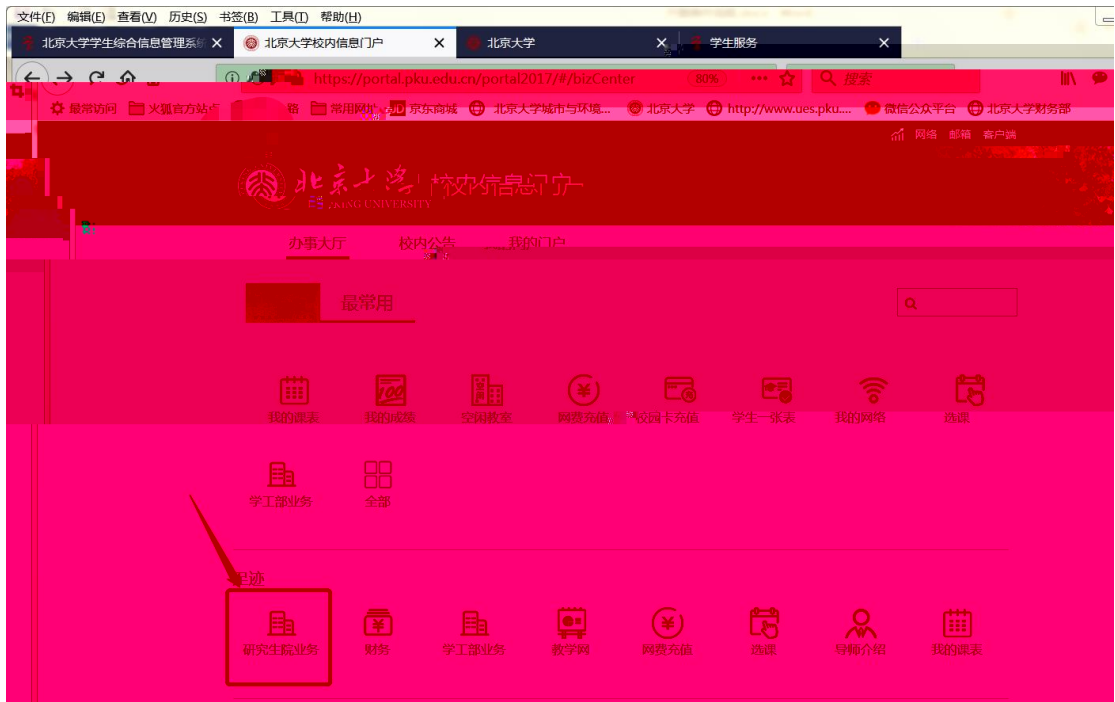 文件(F) 编辑(E) 查看(V) 历史(S) 书签(B) 工具(T) 帮助(H)
北京大学学生综合信息管理系统 北京大学校内信息门户 北京大学 学生服务
https://portal.pku.edu.cn/portal2017/#/bizCenter 80% 搜索
最常访问 火狐官方站点 常用网址 JD 京东商城 北京大学城市与环境... 北京大学 http://www.ues.pku.... 微信公众平台 北京大学财务部
网络 邮箱 客户端
北京大学 校内信息门户
PEKING UNIVERSITY
办事大厅 校内公告 我的门户
最常用
我的课表 我的成绩 空闲教室 网费充值 校园卡充值 学生一张表 我的网络 选课
学工部业务 全部
足迹
研究生院业务 财务 学工部业务 教学网 网费充值 选课 导师介绍 我的课表